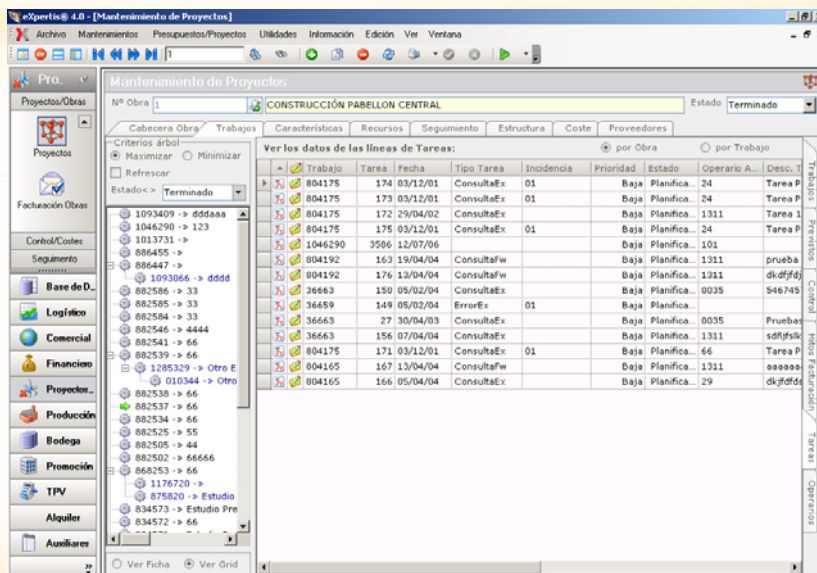 eXpertis® 4.0 - [Mantenimiento de Proyectos]
Archivo Mantenimientos Presupuestos/Proyectos Utilidades Información Edición Ver Ventana
1
Pro..
Mantenimiento de Proyectos
Proyectos/Obras
Proyectos
Facturación Obras
Control/Costes
Seguimento
Base de D..
Logístico
Comercial
Financiero
Proyectos..
Producción
Bodega
Promoción
TPV
Alquiler
Auxiliares
Nº Obra 1 CONSTRUCCIÓN PABELLON CENTRAL Estado Terminado
Cabecera Obra Trabajos Características Recursos Seguimiento Estructura Coste Proveedores
Criterios árbol
Maximizar Minimizar
Refrescar
Estado<> Terminado
1093409 -> dddaaa
1046290 -> 123
1013731 ->
886455 ->
886447 ->
1093066 -> dddd
882586 -> 33
882585 -> 33
882584 -> 33
882546 -> 4444
882541 -> 66
882539 -> 66
1285329 -> Otro E
010344 -> Otro
882538 -> 66
882537 -> 66
882534 -> 66
882525 -> 55
882505 -> 44
882502 -> 66666
868253 -> 66
1176720 ->
875820 -> Estudio
834573 -> Estudio Pre
834572 -> 66
Ver Ficha Ver Grid
Ver los datos de las líneas de Tareas: por Obra por Trabajo
Trabajo Tarea Fecha Tipo Tarea Incidencia Prioridad Estado Operario A... Desc. T
804175 174 03/12/01 ConsultaEx 01 Baja Planifica... 24 Tarea P
804175 173 03/12/01 ConsultaEx 01 Baja Planifica... 24 Tarea P
804175 172 29/04/02 ConsultaEx Baja Planifica... 1311 Tarea 1
804175 175 03/12/01 ConsultaEx 01 Baja Planifica... 24 Tarea P
1046290 3586 12/07/06 Baja Planifica... 101
804192 163 19/04/04 ConsultaFw Baja Planifica... 1311 prueba
804192 176 13/04/04 ConsultaFw Baja Planifica... 1311 dkdfjfdj
36663 150 05/02/04 ConsultaEx Baja Planifica... 0035 546745
36659 149 05/02/04 ErrorEx 01 Baja Planifica...
36663 27 30/04/03 ConsultaEx Baja Planifica... 0035 Pruebas
36663 156 07/04/04 ConsultaEx Baja Planifica... 1311
804175 171 03/12/01 ConsultaEx 01 Baja Planifica... 66 Tarea P
804165 167 13/04/04 ConsultaFw Baja Planifica... 1311 aaaaaa
804165 166 05/04/04 ConsultaEx Baja Planifica... 29 dkjfdfds
Trabajos
Previstos
Control
Hitos Facturación
Tareas
Operarios